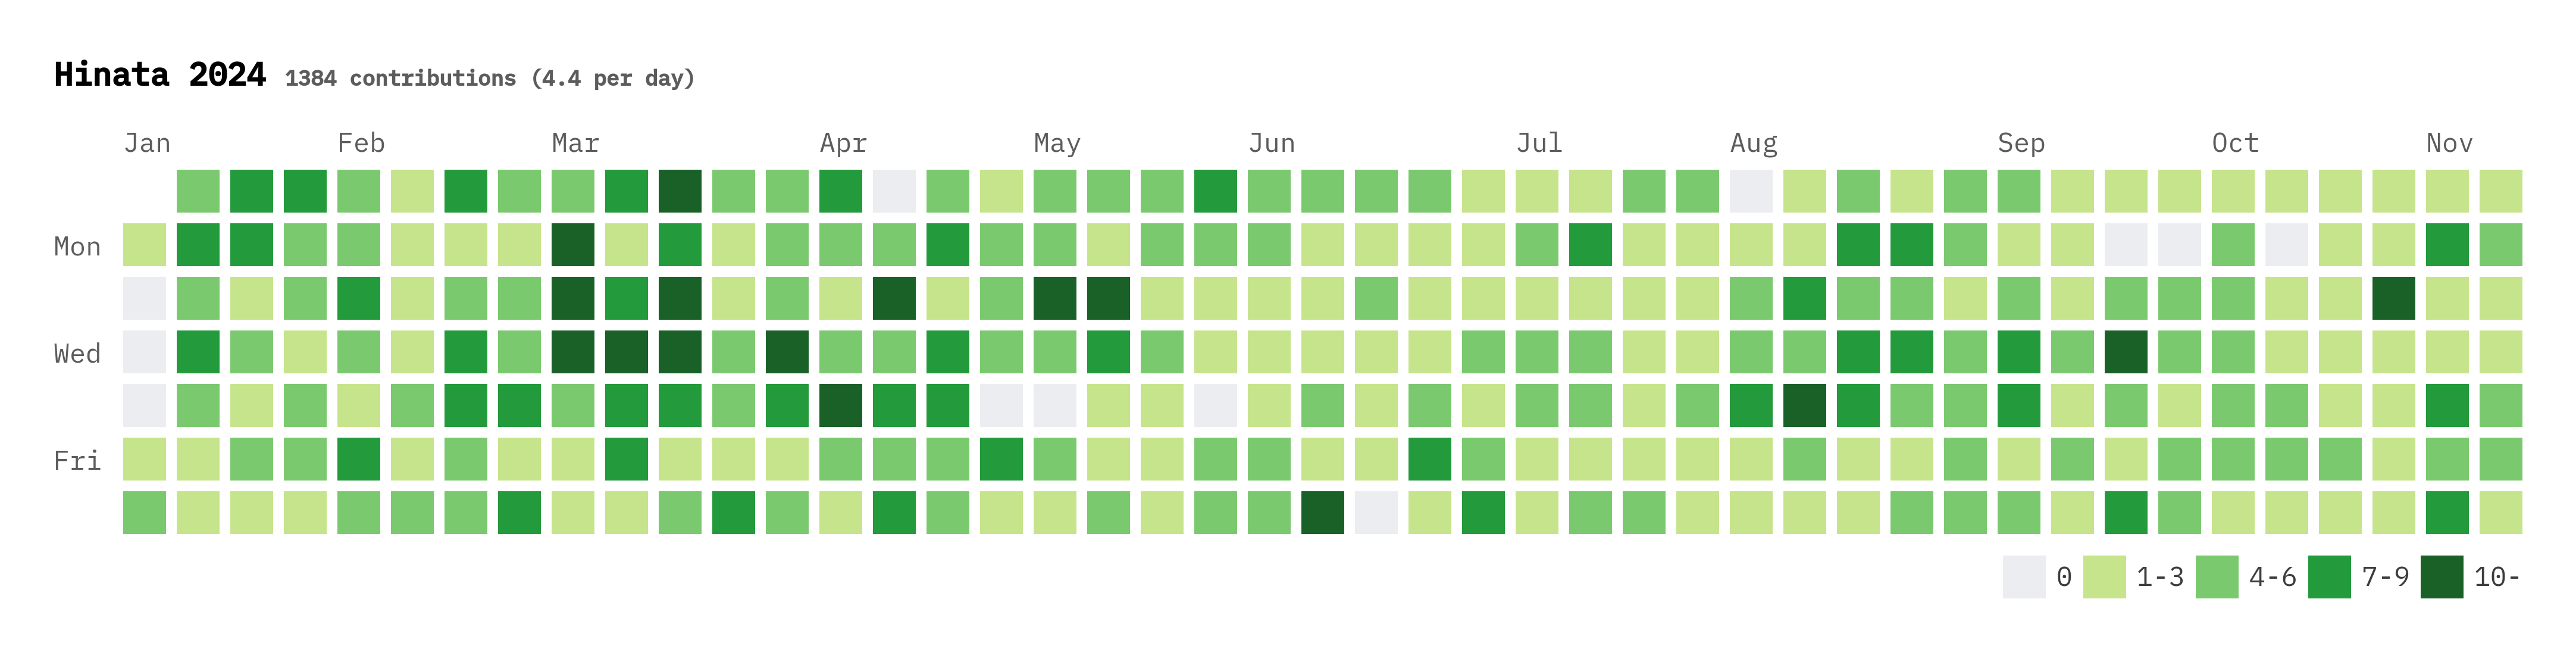 Hinata 2024 1384 contributions (4.4 per day)
Jan Feb Mar Apr May Jun Jul Aug Sep Oct Nov
Mon
Wed
Fri
0 1-3 4-6 7-9 10-